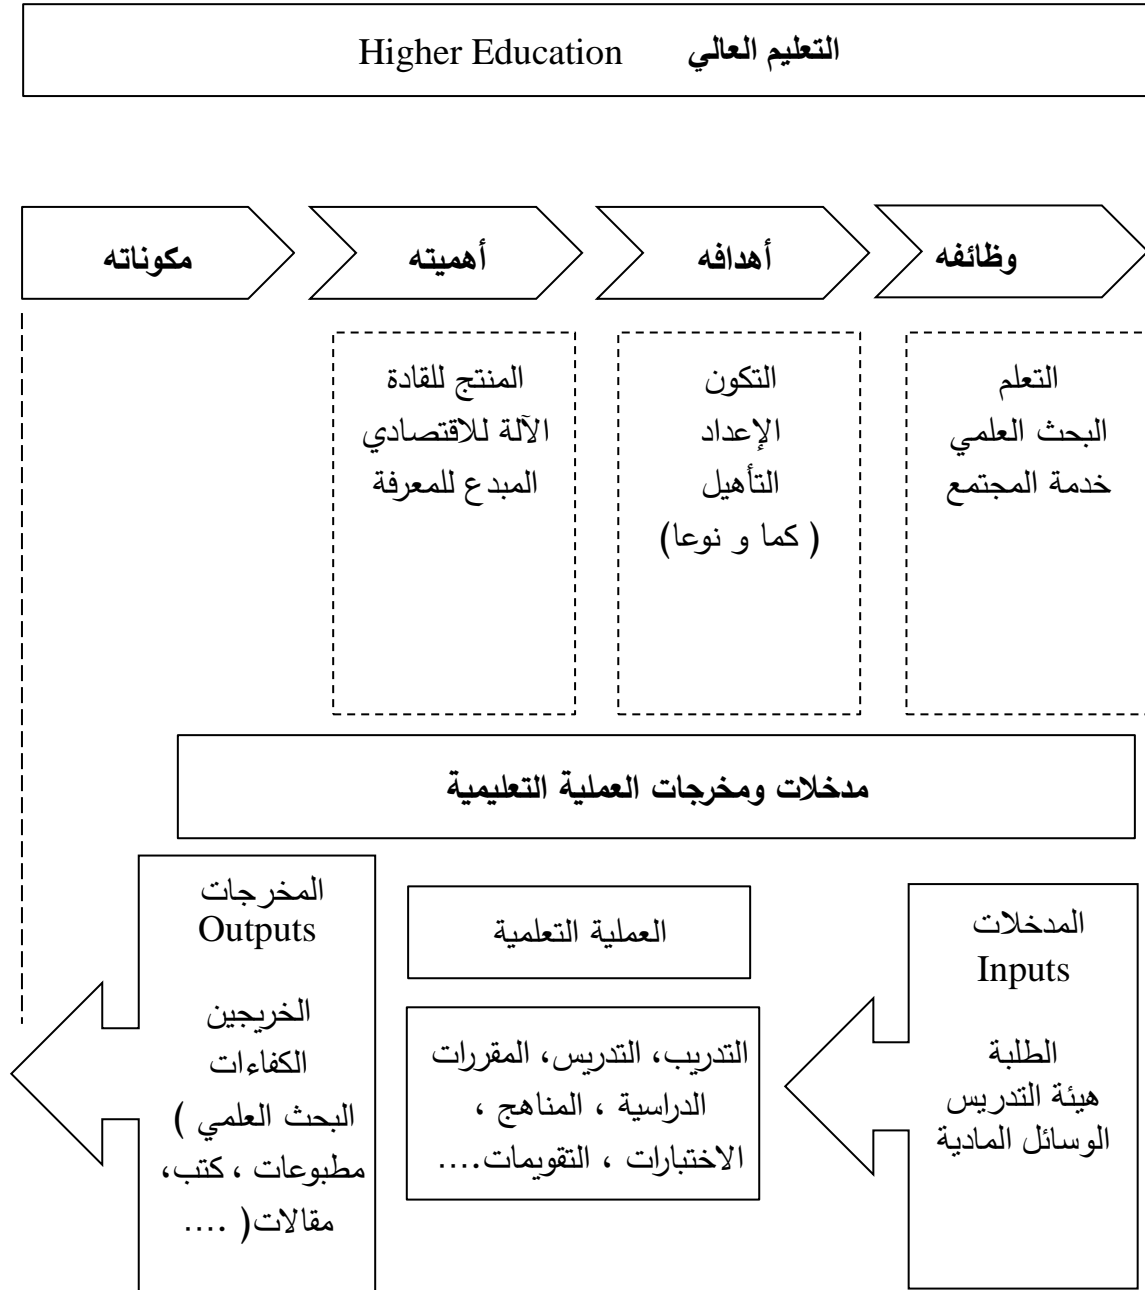 التعليم العالي Higher Education
وظائفه
أهدافه
أهميته
مكوناته
التعلم
البحث العلمي
خدمة المجتمع
التكون
الإعداد
التأهيل
( كما و نوعا)
المنتج للقادة
الآلة للاقتصادي
المبدع للمعرفة
مدخلات ومخرجات العملية التعليمية
المدخلات
Inputs
الطلبة
هيئة التدريس
الوسائل المادية
العملية التعلمية
التدريب، التدريس، المقررات
الدراسية ، المناهج ،
الاختبارات ، التقويمات....
المخرجات
Outputs
الخريجين
الكفاءات
البحث العلمي (
مطبوعات ، كتب،
مقالات) ....